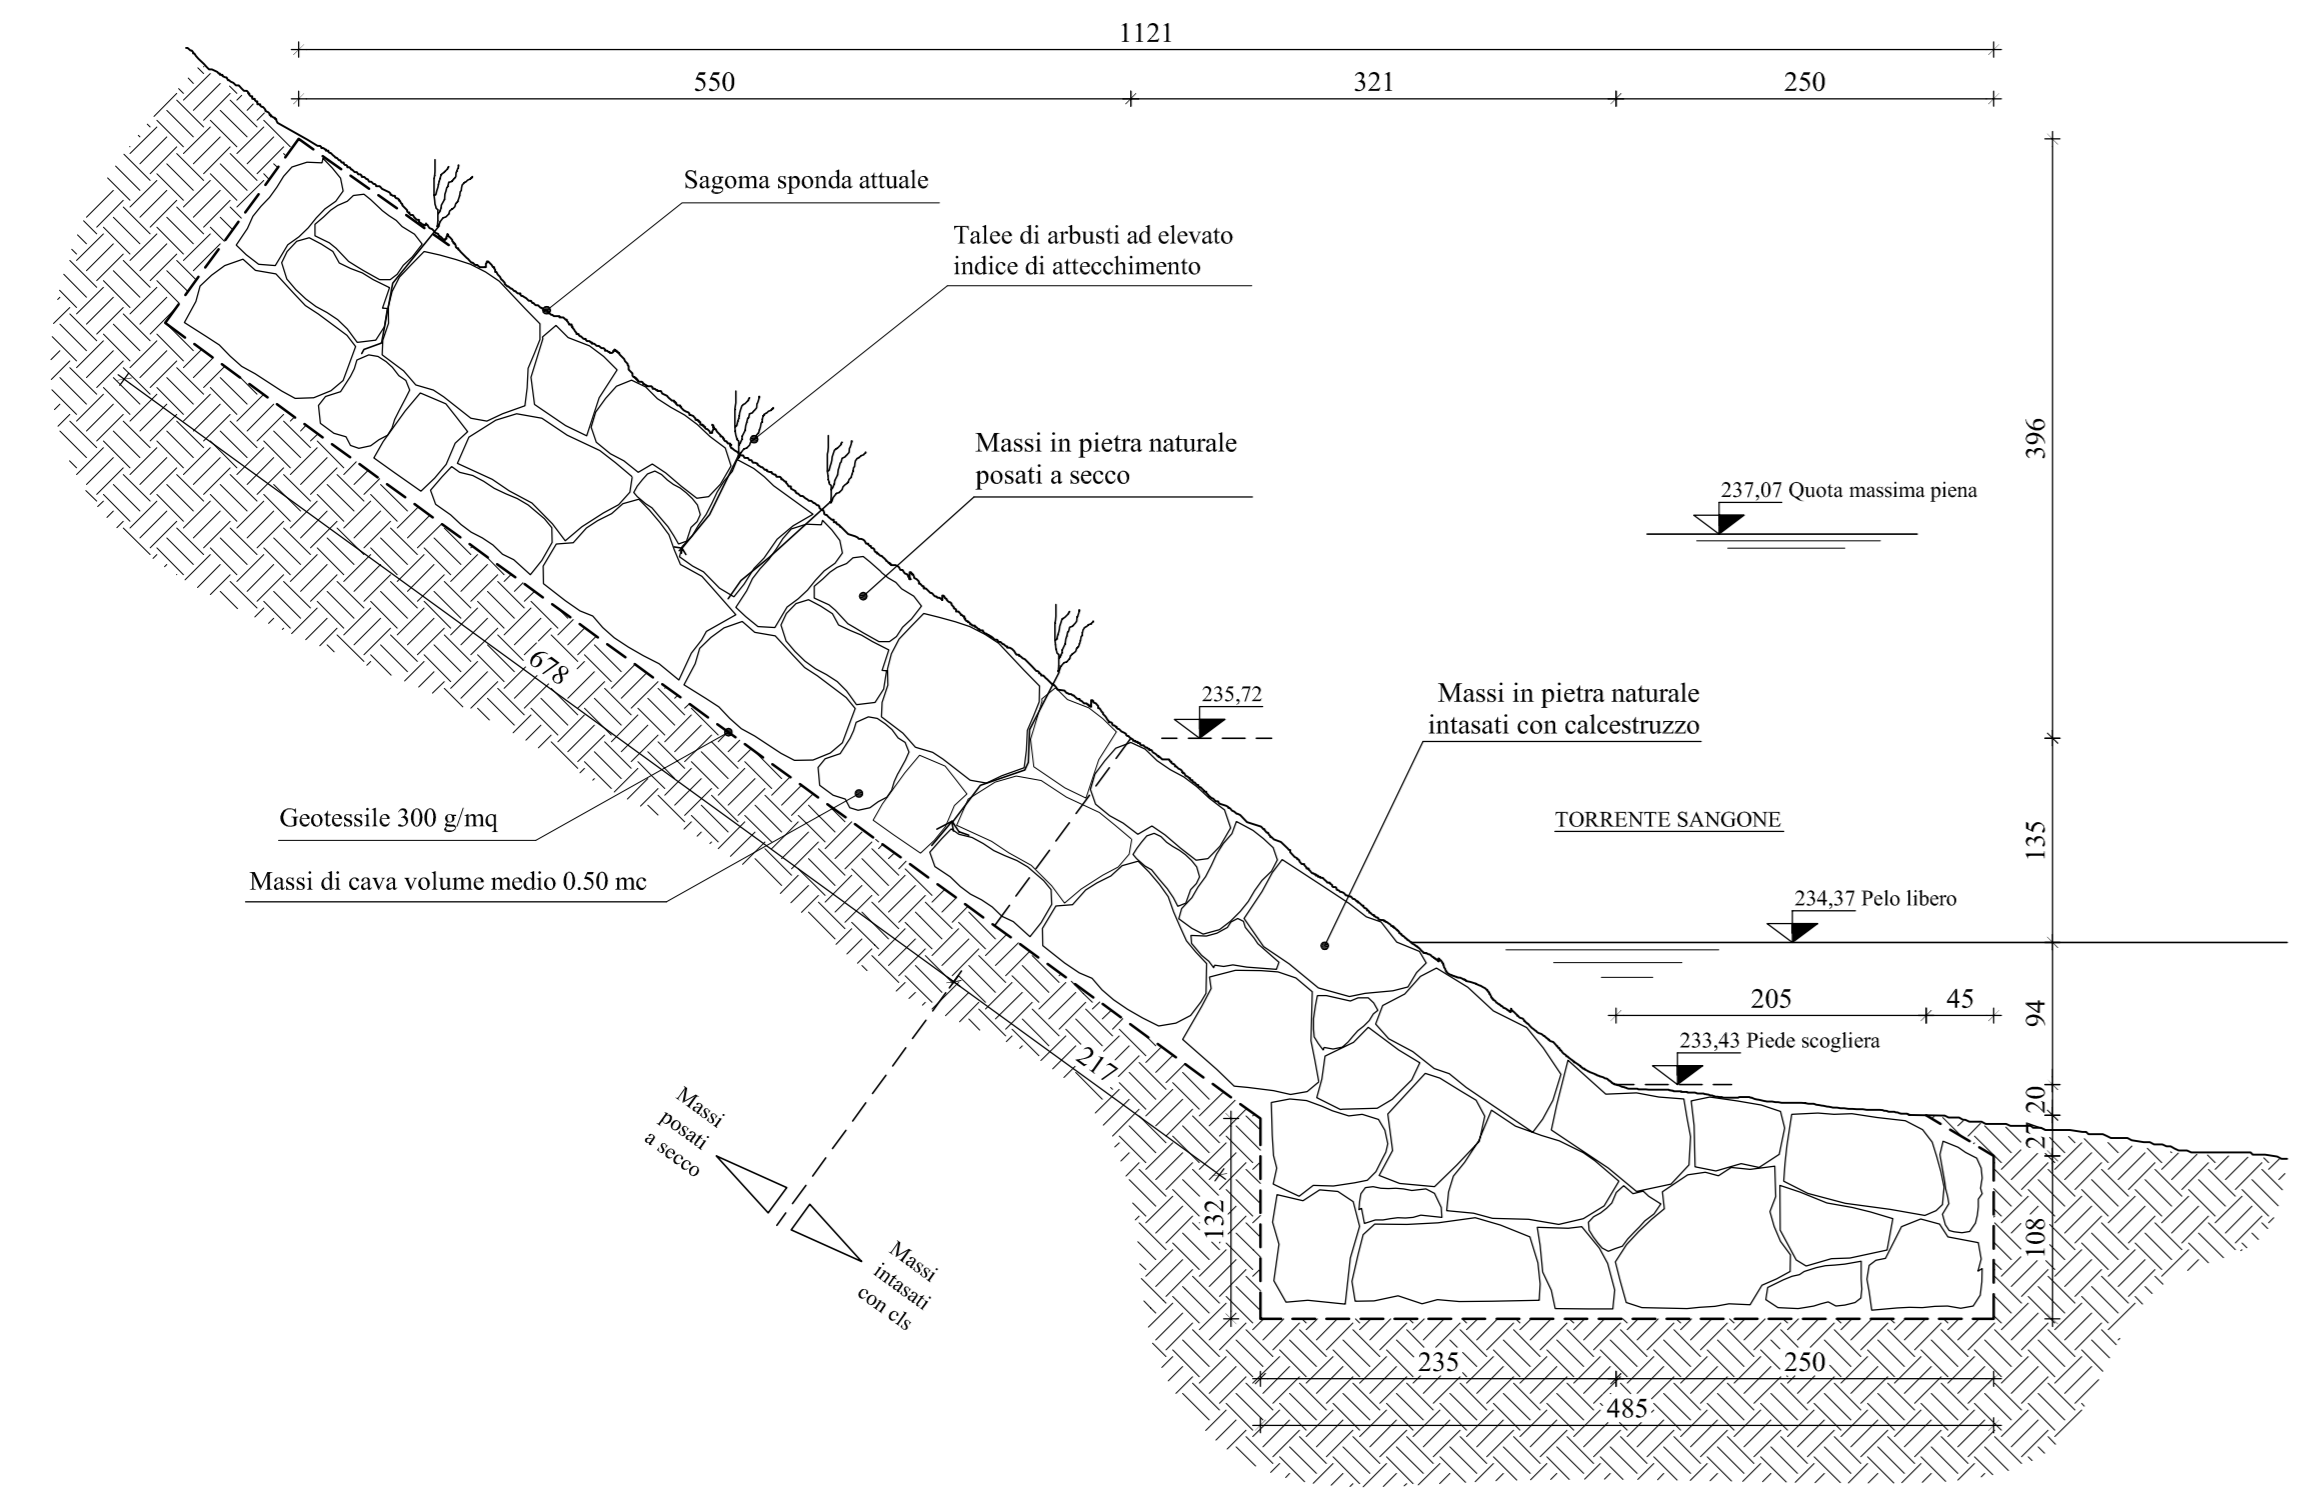 1121
550
321
250
Sagoma sponda attuale
Talee di arbusti ad elevato
indice di attecchimento
Massi in pietra naturale
posati a secco
396
237,07 Quota massima piena
678
235,72
Massi in pietra naturale
intasati con calcestruzzo
Geotessile 300 g/mq
TORRENTE SANGONE
135
Massi di cava volume medio 0.50 mc
234,37 Pelo libero
205
45
94
233,43 Piede scogliera
217
20
27
Massi
posati
a secco
132
108
Massi
intasati
con cls
235
250
485